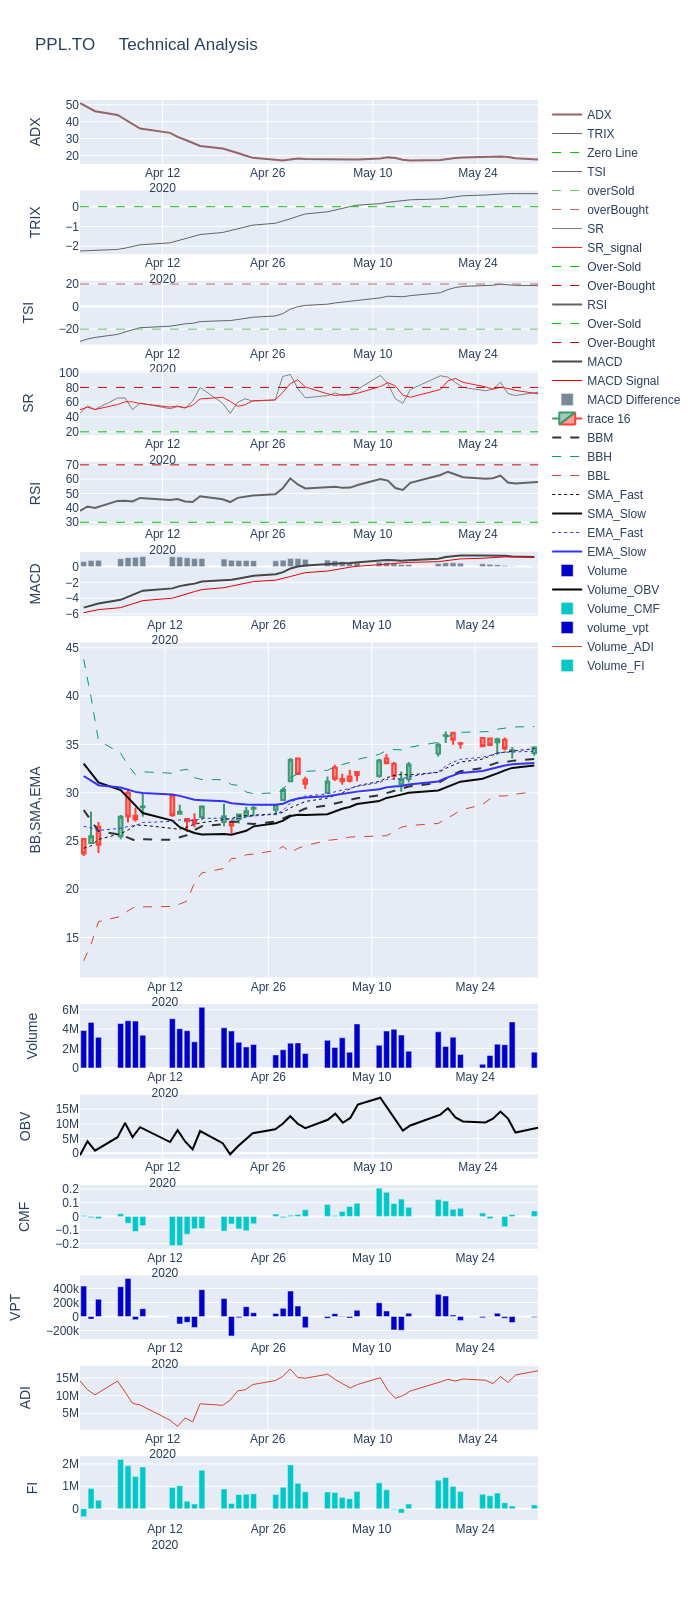 PPL.TO     Technical Analysis
ADX
50
40
30
20
Apr 12
2020
Apr 26
May 10
May 24
TRIX
0
−1
−2
Apr 12
2020
Apr 26
May 10
May 24
TSI
20
0
−20
Apr 12
2020
Apr 26
May 10
May 24
SR
100
80
60
40
20
Apr 12
2020
Apr 26
May 10
May 24
RSI
70
60
50
40
30
Apr 12
2020
Apr 26
May 10
May 24
MACD
0
−2
−4
−6
Apr 12
2020
Apr 26
May 10
May 24
BB,SMA,EMA
45
40
35
30
25
20
15
Apr 12
2020
Apr 26
May 10
May 24
Volume
6M
4M
2M
0
Apr 12
2020
Apr 26
May 10
May 24
OBV
15M
10M
5M
0
Apr 12
2020
Apr 26
May 10
May 24
CMF
0.2
0.1
0
−0.1
−0.2
Apr 12
2020
Apr 26
May 10
May 24
VPT
400k
200k
0
−200k
Apr 12
2020
Apr 26
May 10
May 24
ADI
15M
10M
5M
Apr 12
2020
Apr 26
May 10
May 24
FI
2M
1M
0
Apr 12
2020
Apr 26
May 10
May 24
ADX
TRIX
Zero Line
TSI
overSold
overBought
SR
SR_signal
Over-Sold
Over-Bought
RSI
Over-Sold
Over-Bought
MACD
MACD Signal
MACD Difference
trace 16
BBM
BBH
BBL
SMA_Fast
SMA_Slow
EMA_Fast
EMA_Slow
Volume
Volume_OBV
Volume_CMF
volume_vpt
Volume_ADI
Volume_FI